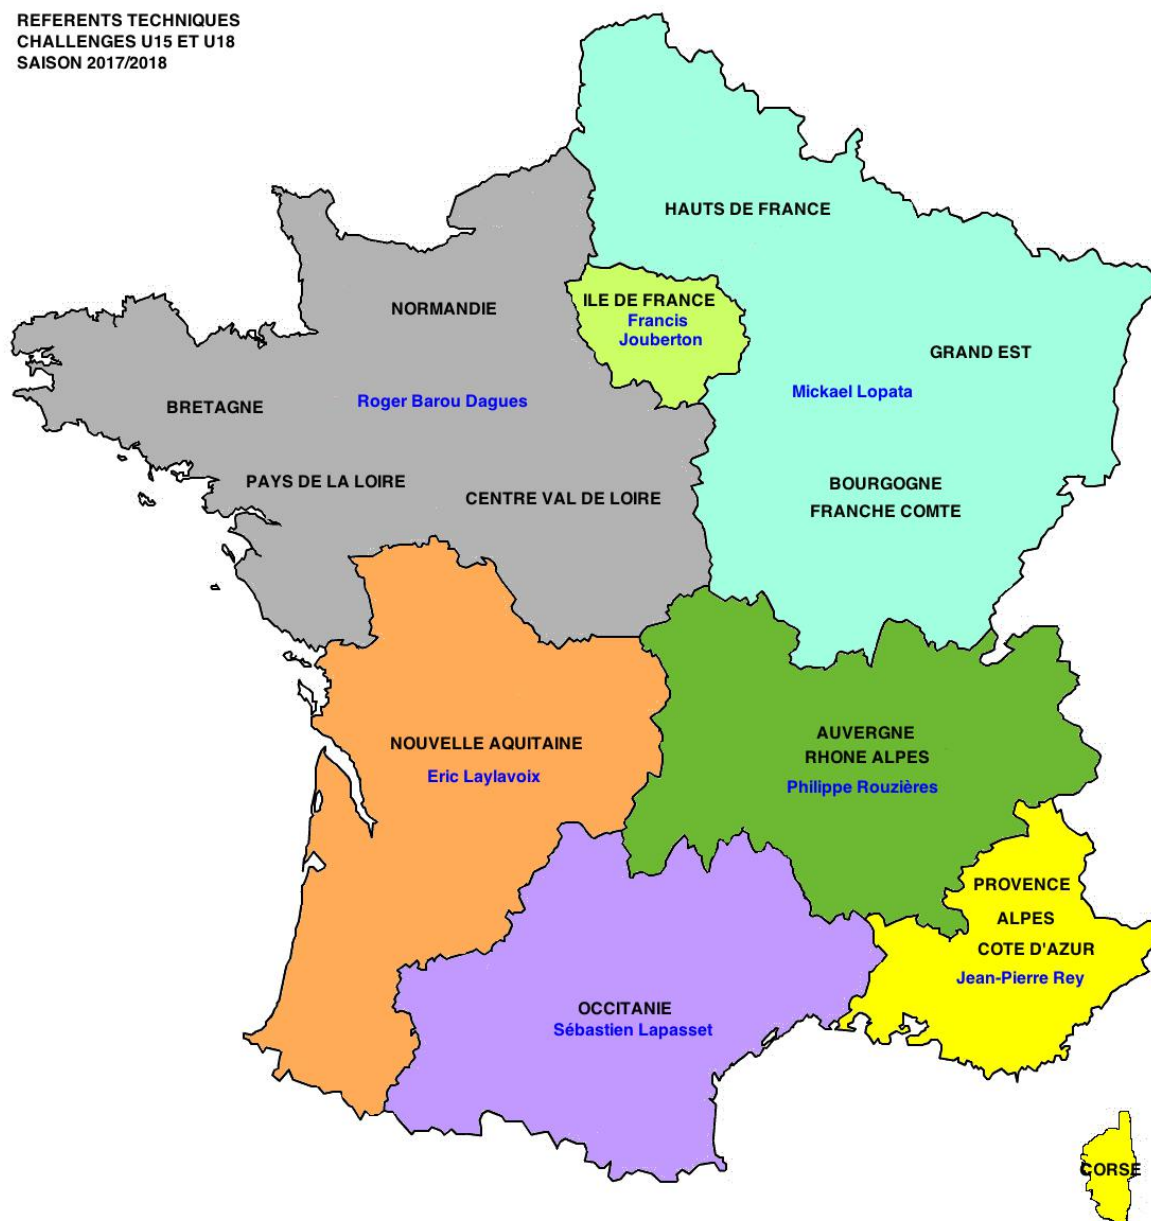 REFERENTS TECHNIQUES
CHALLENGES U15 ET U18
SAISON 2017/2018
HAUTS DE FRANCE
ILE DE FRANCE
Francis
Jouberton
NORMANDIE
GRAND EST
Mickael Lopata
Roger Barou Dagues
BRETAGNE
PAYS DE LA LOIRE
CENTRE VAL DE LOIRE
BOURGOGNE
FRANCHE COMTE
NOUVELLE AQUITAINE
Eric Laylavoix
AUVERGNE
RHONE ALPES
Philippe Rouzières
PROVENCE
ALPES
COTE D'AZUR
Jean-Pierre Rey
OCCITANIE
Sébastien Lapasset
CORSE